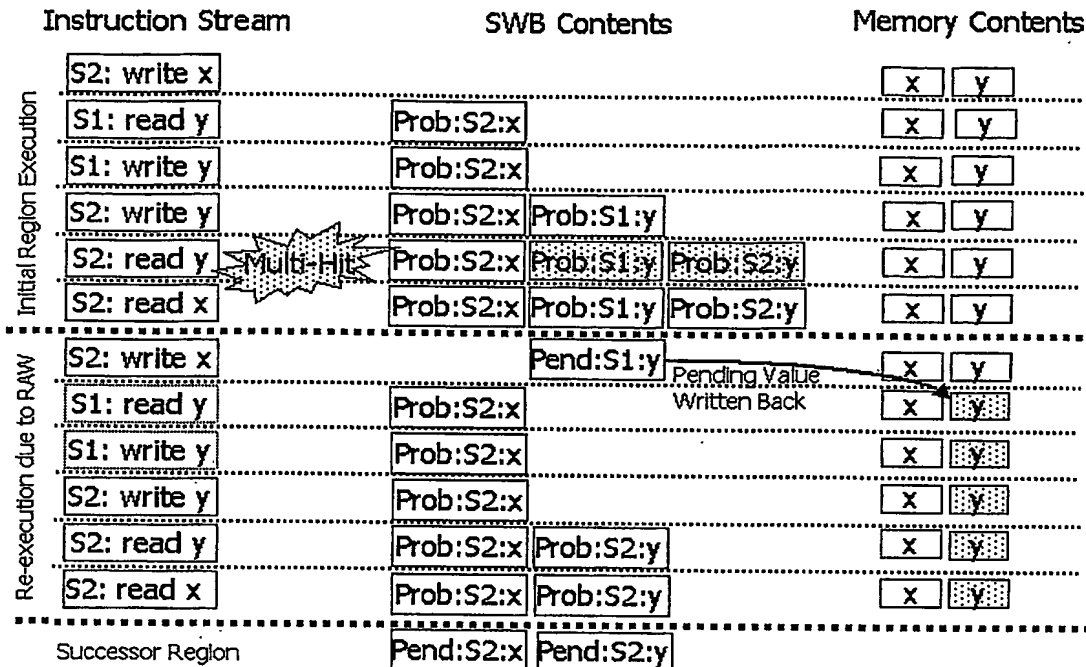 Instruction Stream SWB Contents Memory Contents
Initial Region Execution
S2: write x x y
S1: read y Prob:S2:x x y
S1: write y Prob:S2:x x y
S2: write y Prob:S2:x Prob:S1:y x y
S2: read y Multi-Hit Prob:S2:x Prob:S1:y Prob:S2:y x y
S2: read x Prob:S2:x Prob:S1:y Prob:S2:y x y
Re-execution due to RAW
S2: write x Pend:S1:y x y
Pending Value
S1: read y Prob:S2:x Written Back x y
S1: write y Prob:S2:x x y
S2: write y Prob:S2:x x y
S2: read y Prob:S2:x Prob:S2:y x y
S2: read x Prob:S2:x Prob:S2:y x y
Successor Region Pend:S2:x Pend:S2:y